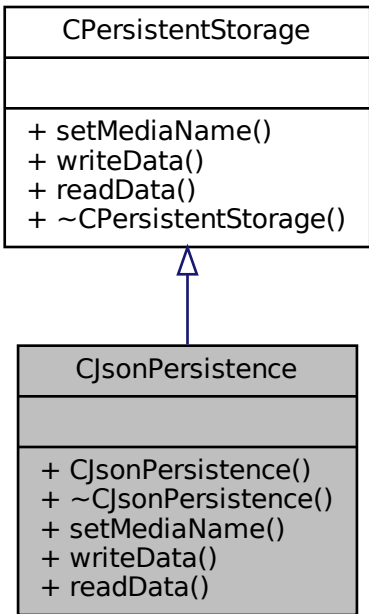 CPersistentStorage
+ setMediaName()
+ writeData()
+ readData()
+ ~CPersistentStorage()
CJsonPersistence
+ CJsonPersistence()
+ ~CJsonPersistence()
+ setMediaName()
+ writeData()
+ readData()